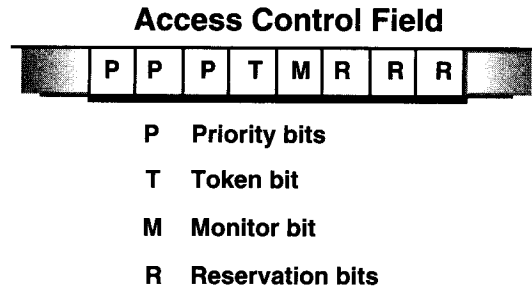 Access Control Field
P P P T M R R R
P Priority bits
T Token bit
M Monitor bit
R Reservation bits